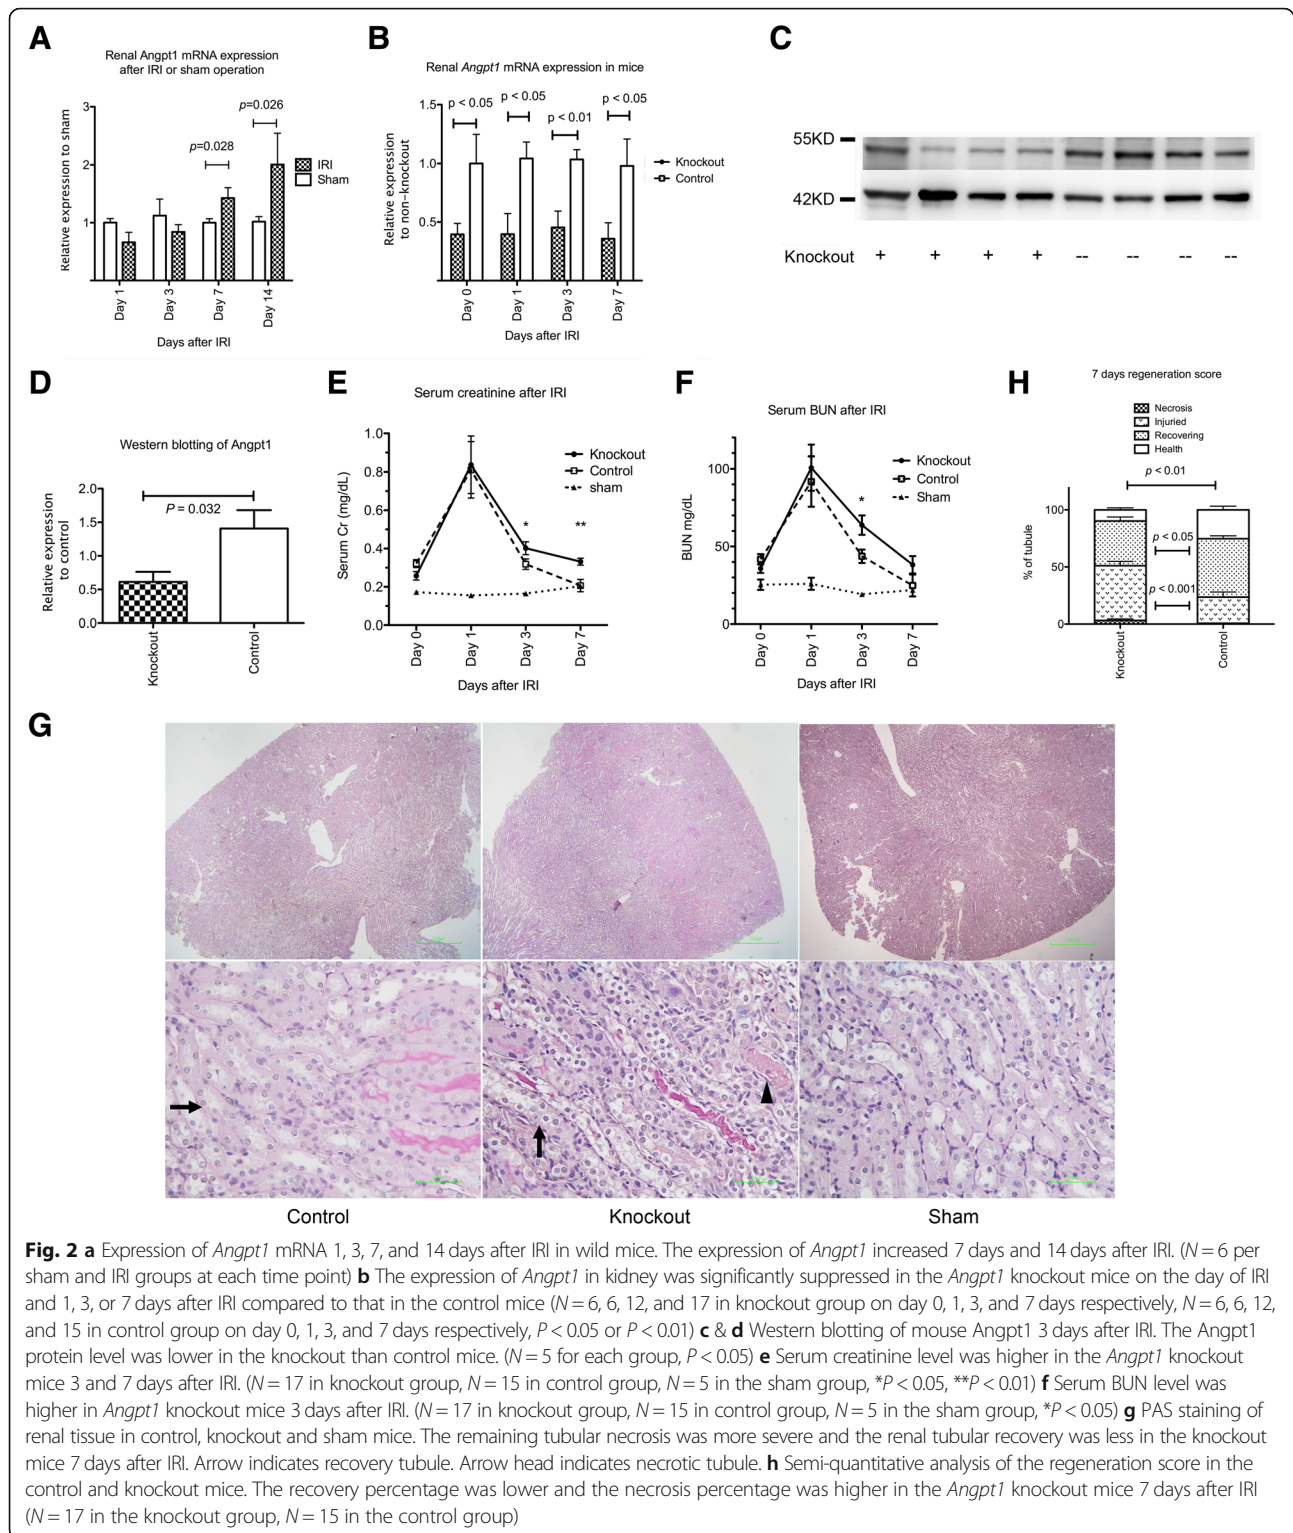 A
Renal Angpt1 mRNA expression
after IRI or sham operation
Relative expression to sham
3
2
1
p=0.028
p=0.026
IRI
Sham
Day 1
Day 3
Day 7
Day 14
Days after IRI
B
Renal Angpt1 mRNA expression in mice
Relative expression
to non-knockout
1.5
1.0
0.5
p < 0.05
p < 0.05
p < 0.01
p < 0.05
Knockout
Control
Day 0
Day 1
Day 3
Day 7
Days after IRI
C
55KD
42KD
Knockout + + + + -- -- -- --
D
Western blotting of Angpt1
Relative expression
to control
2.0
1.5
1.0
0.5
0.0
P = 0.032
Knockout
Control
E
Serum creatinine after IRI
Serum Cr (mg/dL)
1.0
0.8
0.6
0.4
0.2
0.0
*
**
Knockout
Control
sham
Day 0
Day 1
Day 3
Day 7
Days after IRI
F
Serum BUN after IRI
BUN mg/dL
100
50
0
*
Knockout
Control
Sham
Day 0
Day 1
Day 3
Day 7
Days after IRI
H
7 days regeneration score
Necrosis
Injuried
Recovering
Health
p < 0.01
p < 0.05
p < 0.001
% of tubule
100
50
0
Knockout
Control
G
Control
Knockout
Sham
Fig. 2 a Expression of Angpt1 mRNA 1, 3, 7, and 14 days after IRI in wild mice. The expression of Angpt1 increased 7 days and 14 days after IRI. (N = 6 per
sham and IRI groups at each time point) b The expression of Angpt1 in kidney was significantly suppressed in the Angpt1 knockout mice on the day of IRI
and 1, 3, or 7 days after IRI compared to that in the control mice (N = 6, 6, 12, and 17 in knockout group on day 0, 1, 3, and 7 days respectively, N = 6, 6, 12,
and 15 in control group on day 0, 1, 3, and 7 days respectively, P < 0.05 or P < 0.01) c & d Western blotting of mouse Angpt1 3 days after IRI. The Angpt1
protein level was lower in the knockout than control mice. (N = 5 for each group, P < 0.05) e Serum creatinine level was higher in the Angpt1 knockout
mice 3 and 7 days after IRI. (N = 17 in knockout group, N = 15 in control group, N = 5 in the sham group, *P < 0.05, **P < 0.01) f Serum BUN level was
higher in Angpt1 knockout mice 3 days after IRI. (N = 17 in knockout group, N = 15 in control group, N = 5 in the sham group, *P < 0.05) g PAS staining of
renal tissue in control, knockout and sham mice. The remaining tubular necrosis was more severe and the renal tubular recovery was less in the knockout
mice 7 days after IRI. Arrow indicates recovery tubule. Arrow head indicates necrotic tubule. h Semi-quantitative analysis of the regeneration score in the
control and knockout mice. The recovery percentage was lower and the necrosis percentage was higher in the Angpt1 knockout mice 7 days after IRI
(N = 17 in the knockout group, N = 15 in the control group)